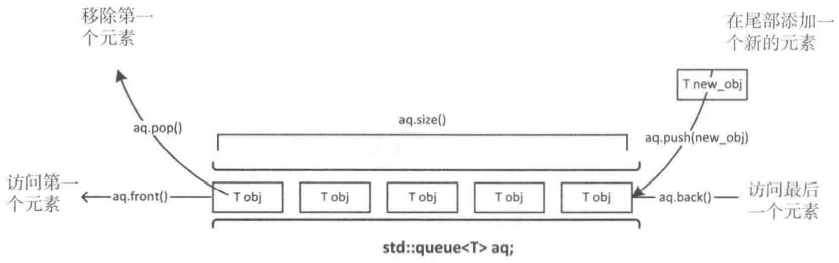 移除第一
个元素
在尾部添加一
个新的元素
T new_obj
aq.pop()
aq.size()
aq.push(new_obj)
访问第一
个元素
aq.front()
T obj
T obj
T obj
T obj
T obj
aq.back()
访问最后
一个元素
std::queue<T> aq;